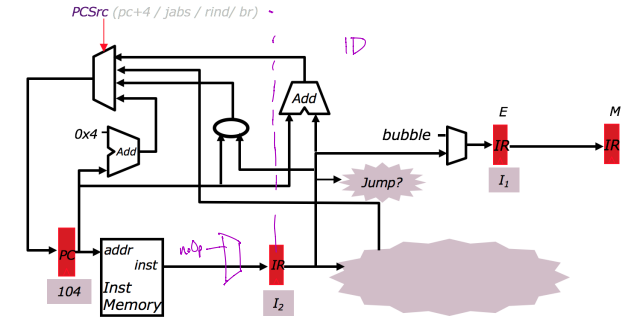 PCSrc (pc+4 / jabs / rind/ br)
ID
Add
0x4
Add
bubble
E
M
IR
IR
I₁
Jump?
PC
addr
inst
Inst
Memory
104
noOp
IR
I₂